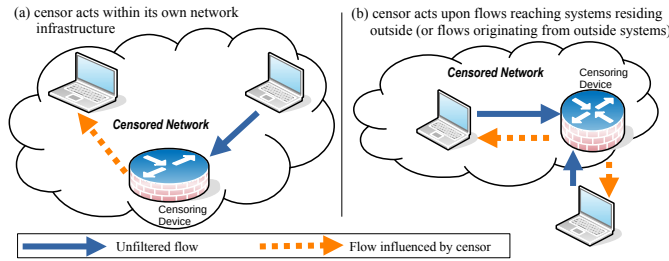 (a) censor acts within its own network
infrastructure
Censored Network
Censoring
Device
(b) censor acts upon flows reaching systems residing
outside (or flows originating from outside systems)
Censored Network
Censoring
Device
Unfiltered flow
Flow influenced by censor